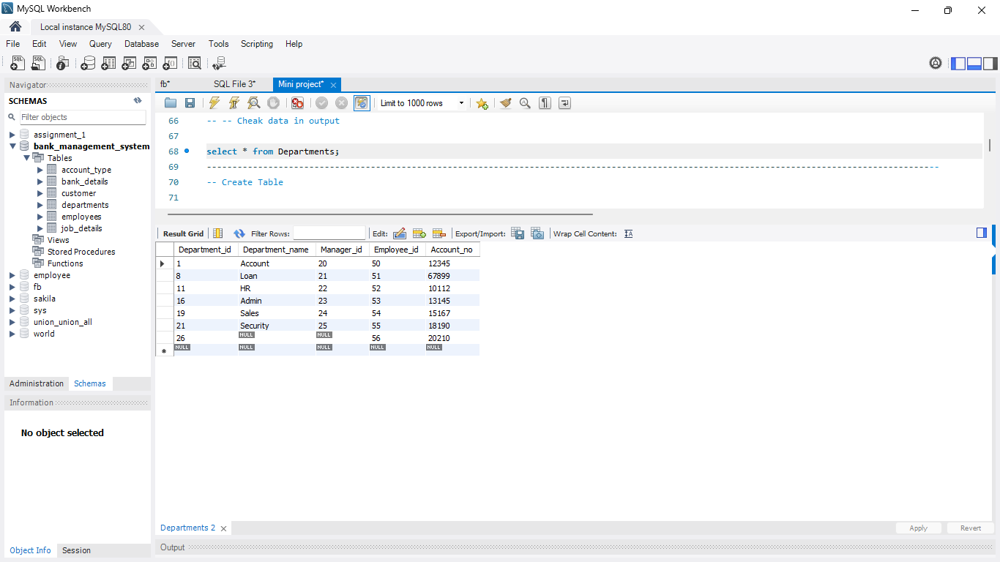 MySQL Workbench
Local instance MySQL80
File Edit View Query Database Server Tools Scripting Help
Navigator
SCHEMAS
Filter objects
assignment_1
bank_management_system
Tables
account_type
bank_details
customer
departments
employees
job_details
Views
Stored Procedures
Functions
employee
fb
sakila
sys
union_union_all
world
Administration Schemas
Information
No object selected
Object Info Session
fb* SQL File 3* Mini project*
Limit to 1000 rows
66 -- -- Cheak data in output
67
68 select * from Departments;
69
70 -- Create Table
71
Result Grid Filter Rows: Edit: Export/Import: Wrap Cell Content:
Department_id Department_name Manager_id Employee_id Account_no
1 Account 20 50 12345
8 Loan 21 51 67899
11 HR 22 52 10112
16 Admin 23 53 13145
19 Sales 24 54 15167
21 Security 25 55 18190
26 NULL NULL 56 20210
NULL NULL NULL NULL NULL
Departments 2
Apply Revert
Output